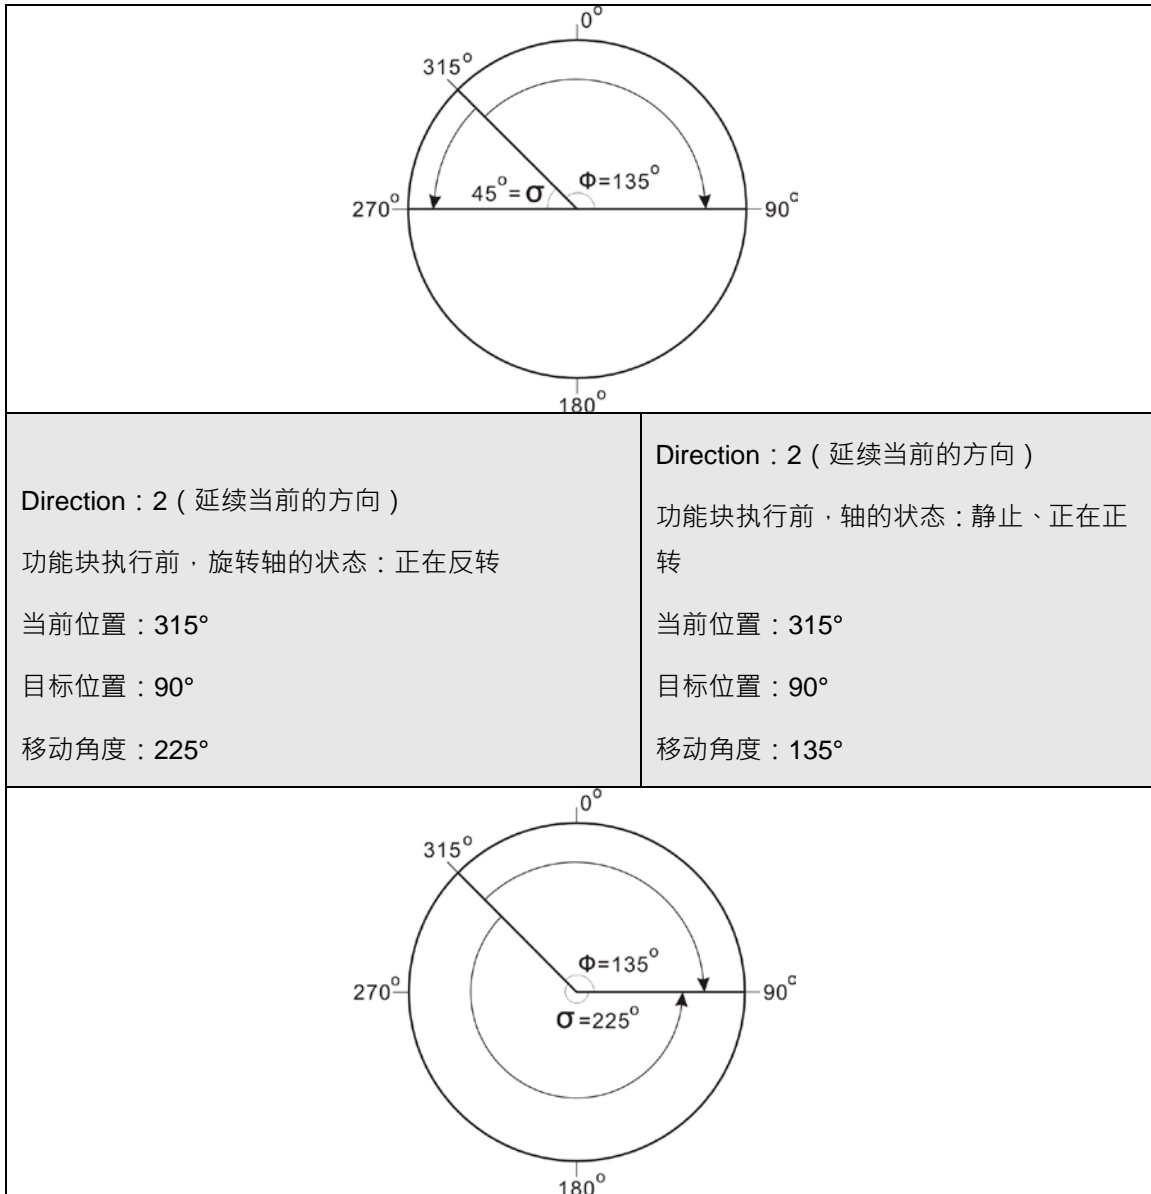 0°
315°
45°=σ
Φ=135°
270°
90°
180°
Direction：2（延续当前的方向）
功能块执行前，旋转轴的状态：正在反转
当前位置：315°
目标位置：90°
移动角度：225°
Direction：2（延续当前的方向）
功能块执行前，轴的状态：静止、正在正
转
当前位置：315°
目标位置：90°
移动角度：135°
0°
315°
Φ=135°
270°
90°
σ=225°
180°